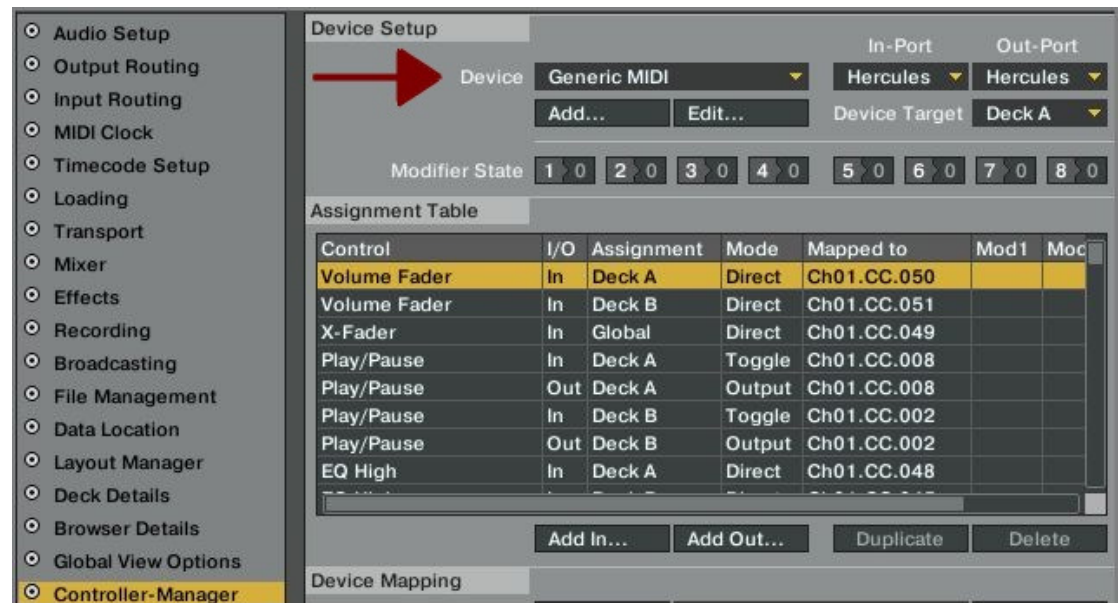 Audio Setup
Output Routing
Input Routing
MIDI Clock
Timecode Setup
Loading
Transport
Mixer
Effects
Recording
Broadcasting
File Management
Data Location
Layout Manager
Deck Details
Browser Details
Global View Options
Controller-Manager
Device Setup
In-Port Out-Port
Device Generic MIDI Hercules Hercules
Add... Edit... Device Target Deck A
Modifier State 1 0 2 0 3 0 4 0 5 0 6 0 7 0 8 0
Assignment Table
Control I/O Assignment Mode Mapped to Mod1 Mod
Volume Fader In Deck A Direct Ch01.CC.050
Volume Fader In Deck B Direct Ch01.CC.051
X-Fader In Global Direct Ch01.CC.049
Play/Pause In Deck A Toggle Ch01.CC.008
Play/Pause Out Deck A Output Ch01.CC.008
Play/Pause In Deck B Toggle Ch01.CC.002
Play/Pause Out Deck B Output Ch01.CC.002
EQ High In Deck A Direct Ch01.CC.048
Add In... Add Out... Duplicate Delete
Device Mapping